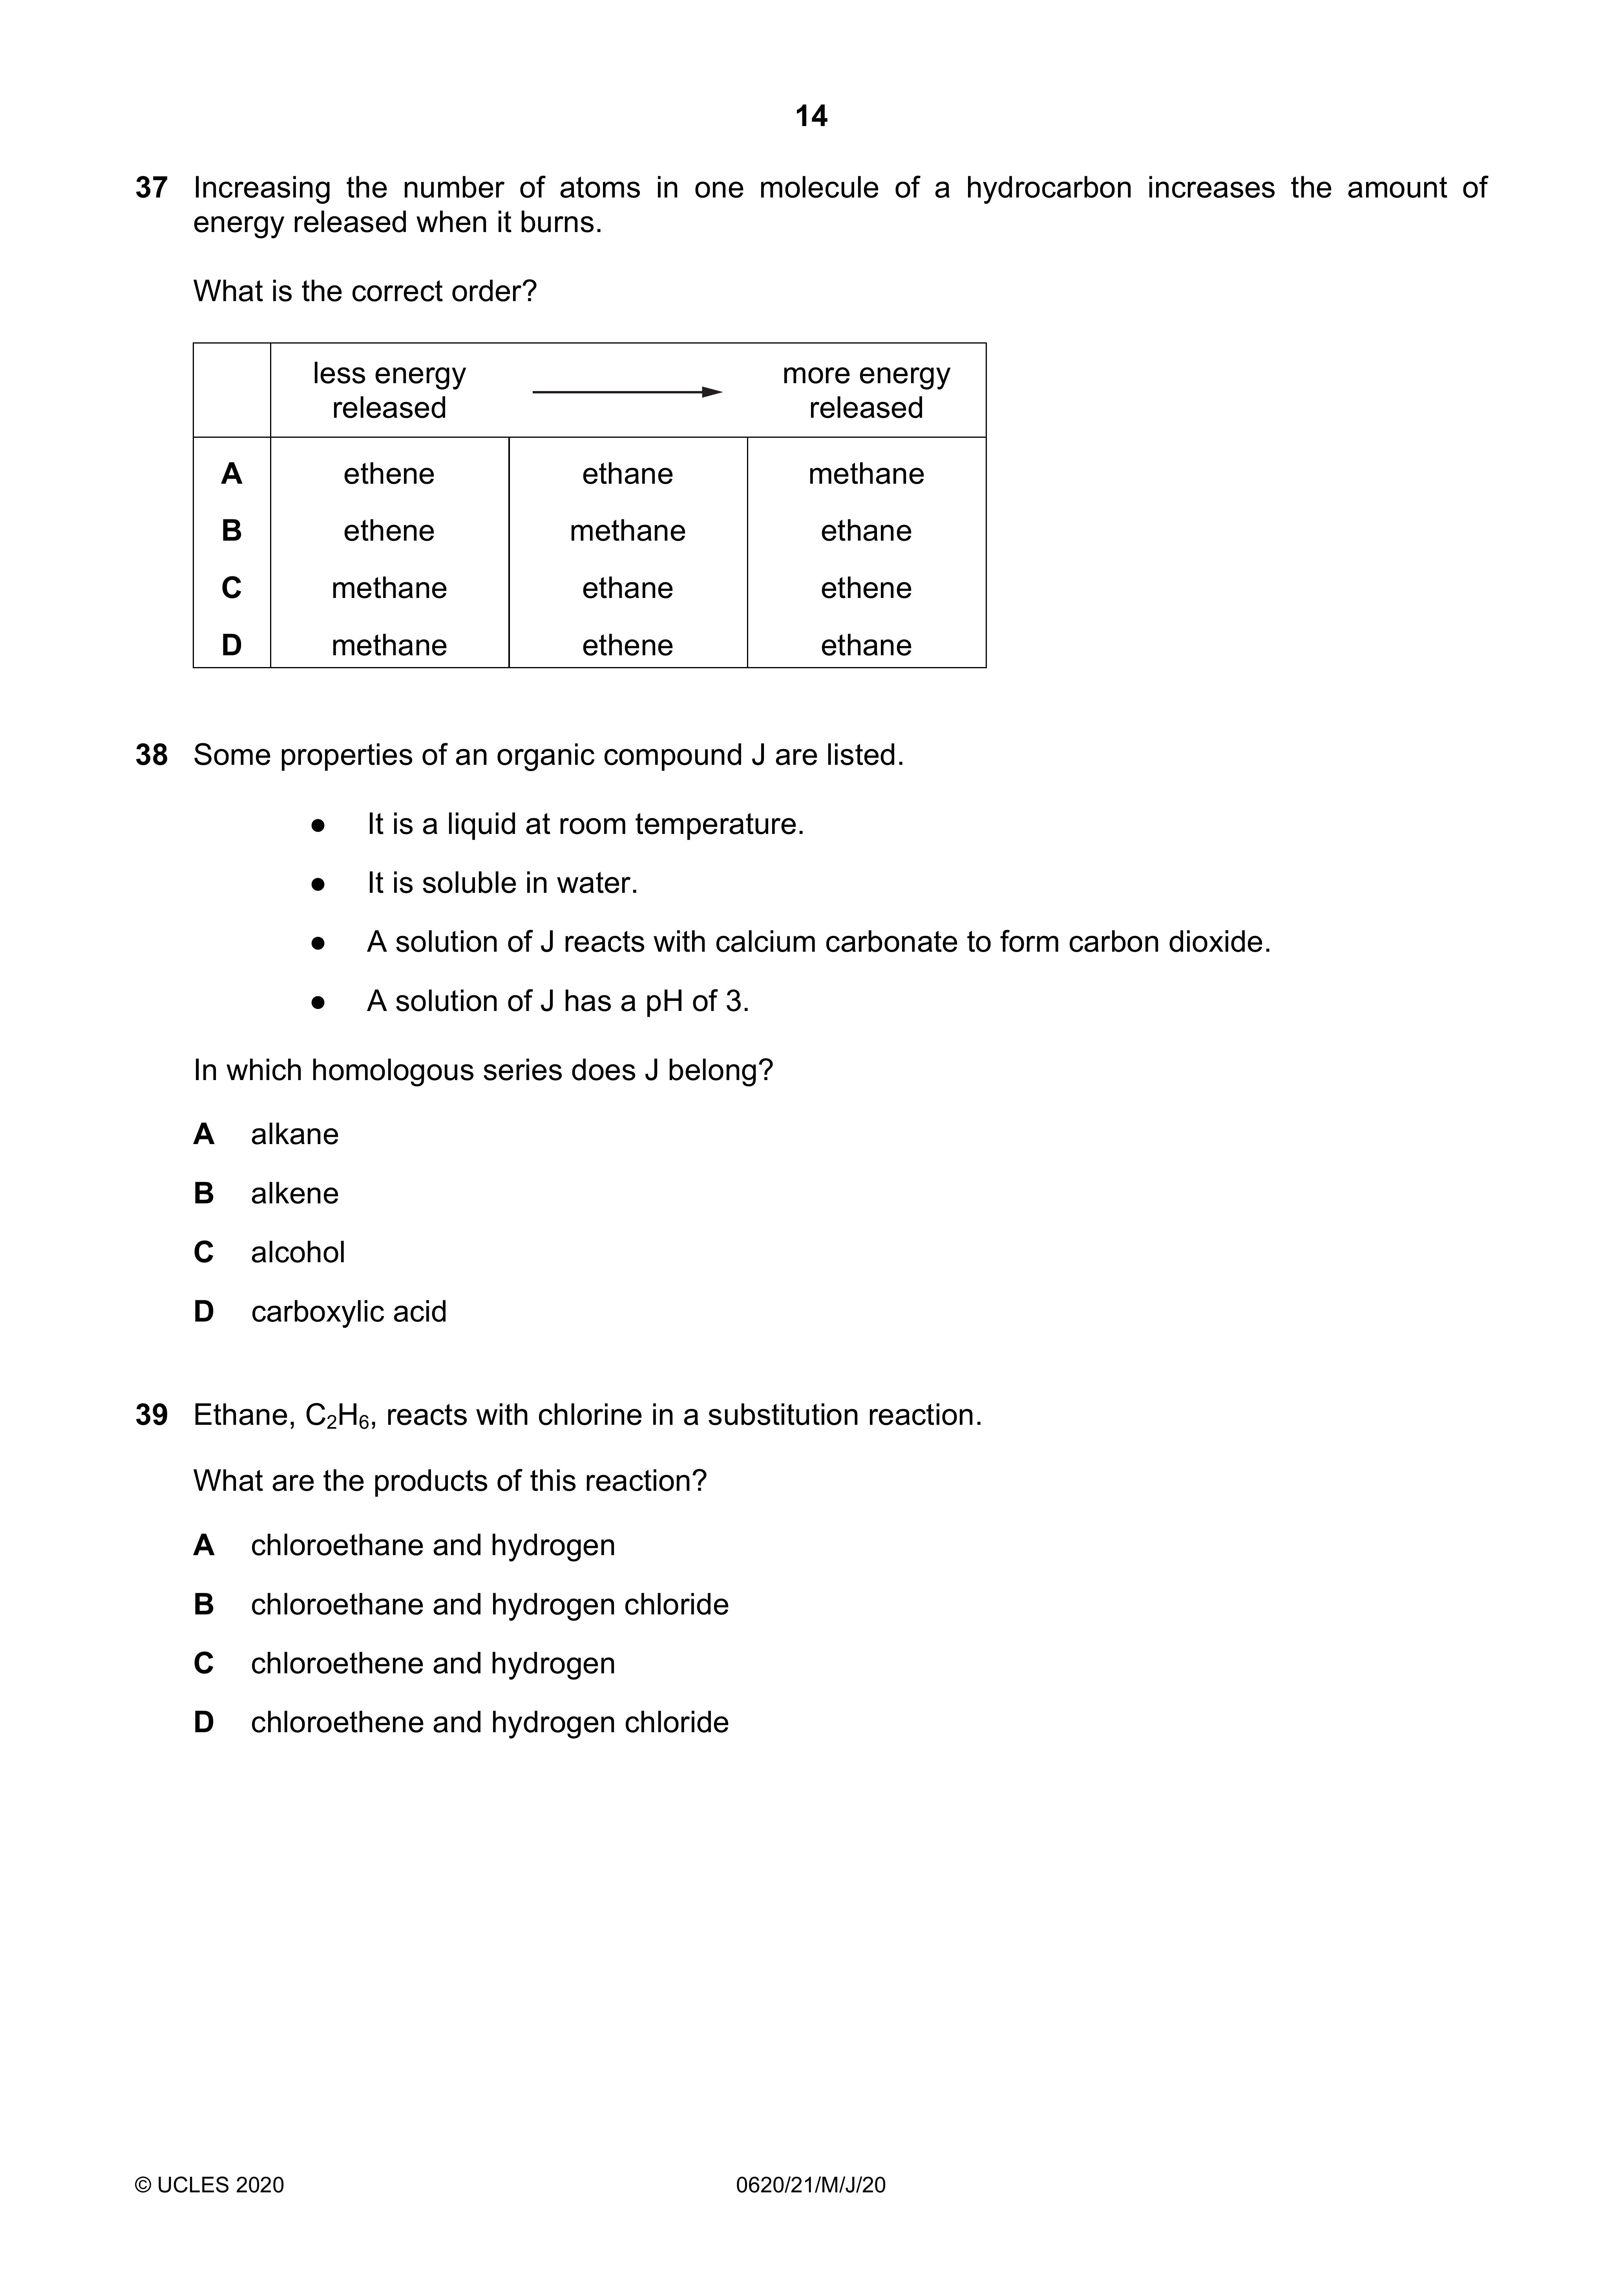 14
37 Increasing the number of atoms in one molecule of a hydrocarbon increases the amount of
energy released when it burns.
What is the correct order?
less energy released → more energy released
A ethene ethane methane
B ethene methane ethane
C methane ethane ethene
D methane ethene ethane
38 Some properties of an organic compound J are listed.
● It is a liquid at room temperature.
● It is soluble in water.
● A solution of J reacts with calcium carbonate to form carbon dioxide.
● A solution of J has a pH of 3.
In which homologous series does J belong?
A alkane
B alkene
C alcohol
D carboxylic acid
39 Ethane, C₂H₆, reacts with chlorine in a substitution reaction.
What are the products of this reaction?
A chloroethane and hydrogen
B chloroethane and hydrogen chloride
C chloroethene and hydrogen
D chloroethene and hydrogen chloride
© UCLES 2020 0620/21/M/J/20